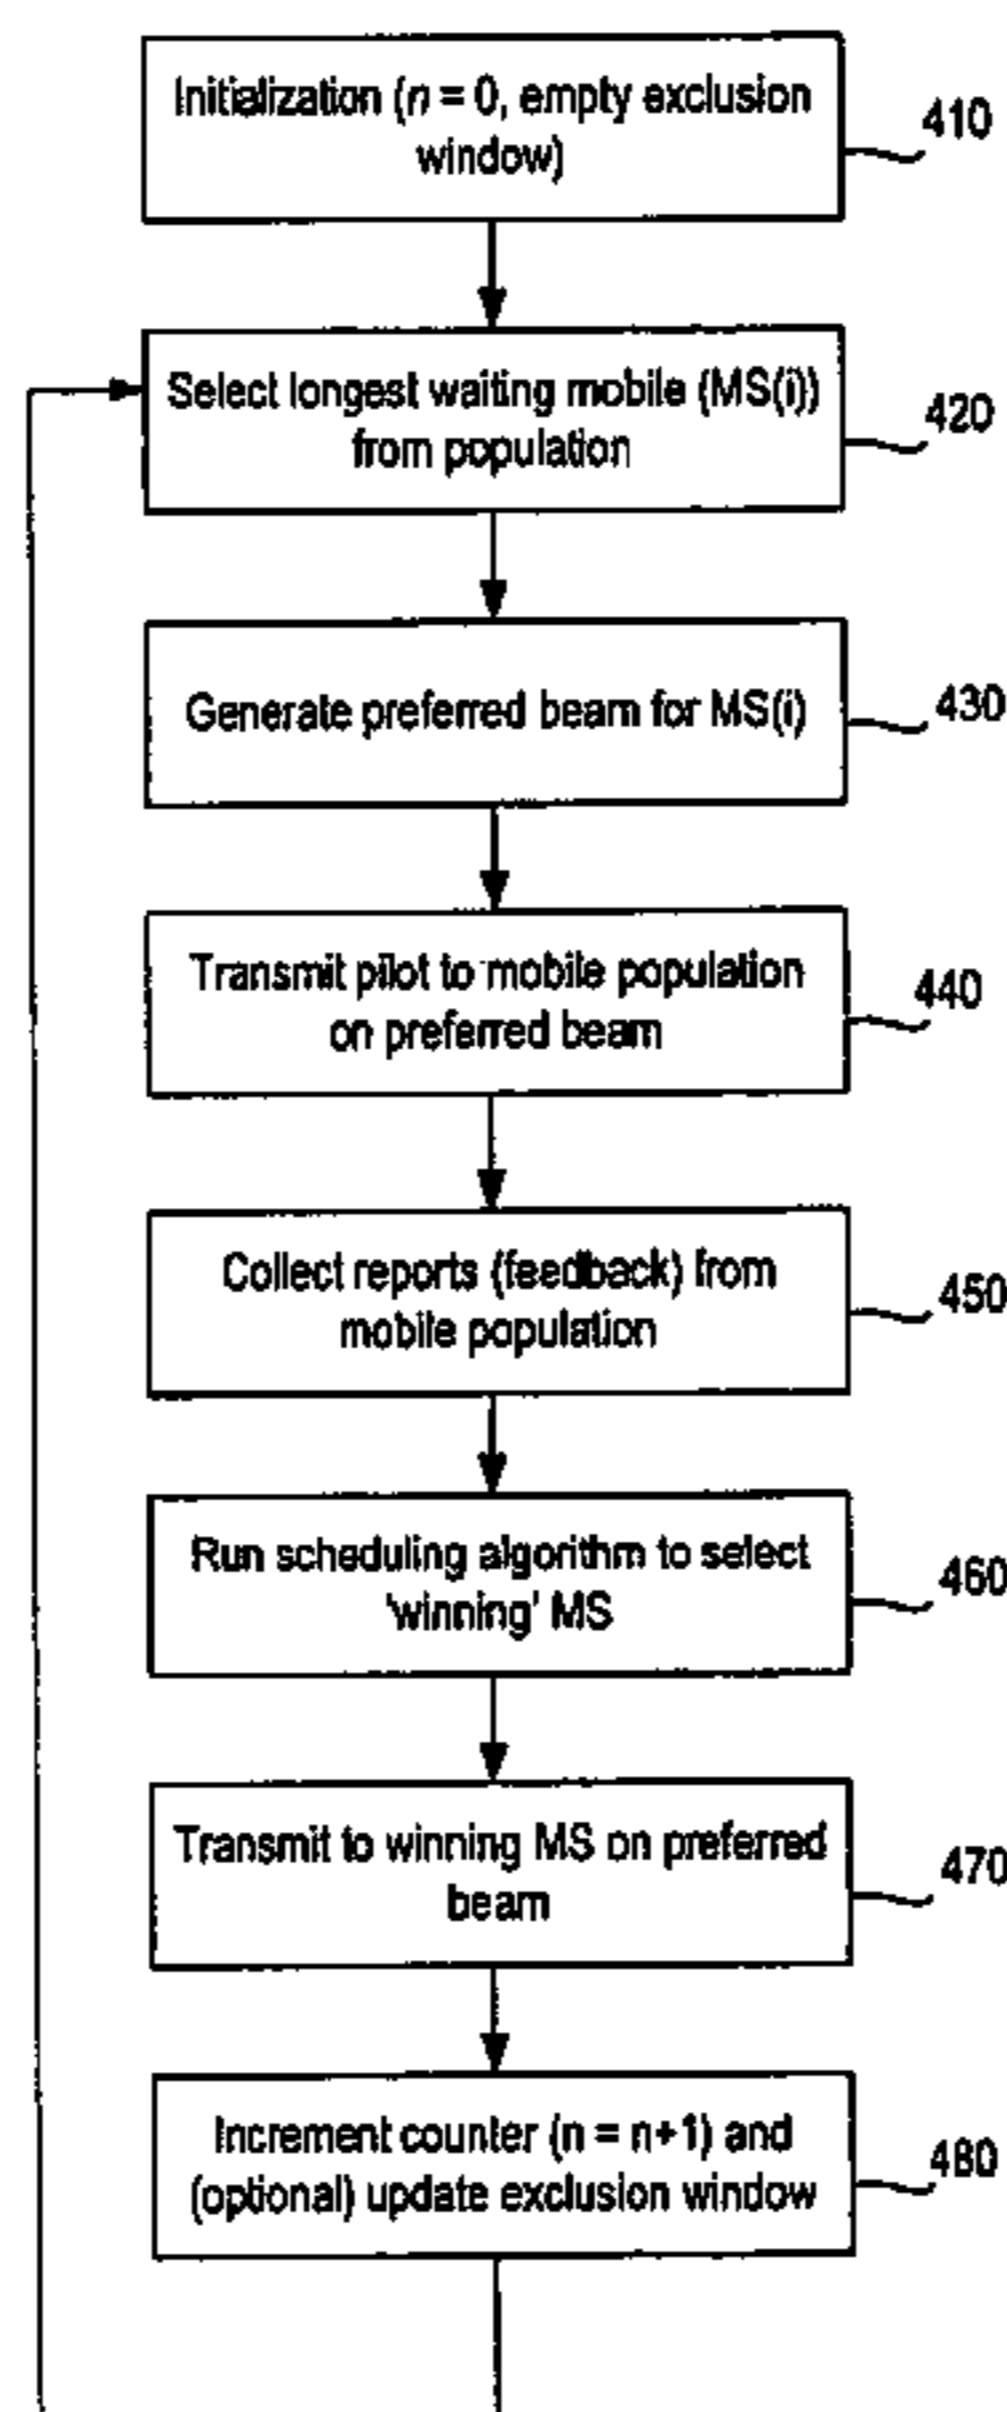 Initialization (n = 0, empty exclusion
window)
410
Select longest waiting mobile (MS(i))
from population
420
Generate preferred beam for MS(i)
430
Transmit pilot to mobile population
on preferred beam
440
Collect reports (feedback) from
mobile population
450
Run scheduling algorithm to select
'winning' MS
460
Transmit to winning MS on preferred
beam
470
Increment counter (n = n+1) and
(optional) update exclusion window
480